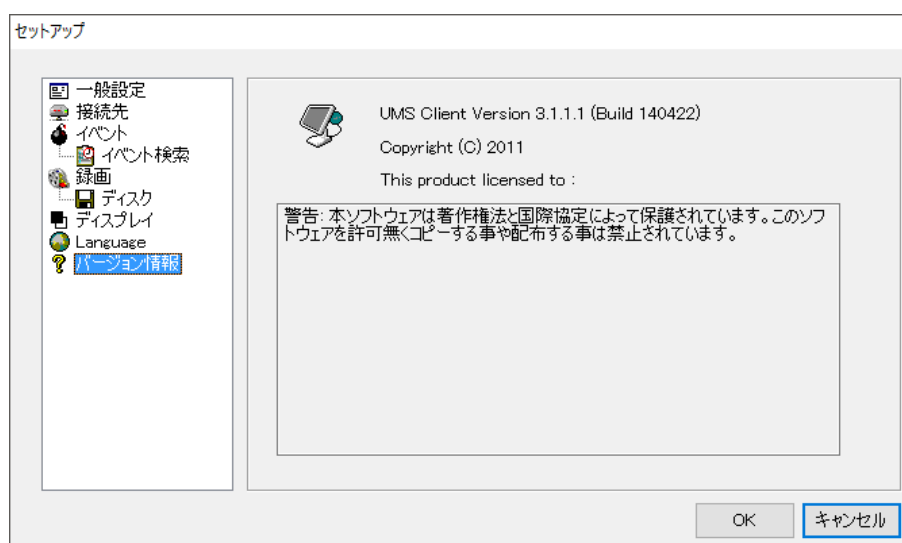 セットアップ
一般設定
接続先
イベント
イベント検索
録画
ディスク
ディスプレイ
Language
バージョン情報
UMS Client Version 3.1.1.1 (Build 140422)
Copyright (C) 2011
This product licensed to :
警告: 本ソフトウェアは著作権法と国際協定によって保護されています。このソフ
トウェアを許可無くコピーする事や配布する事は禁止されています。
OK
キャンセル